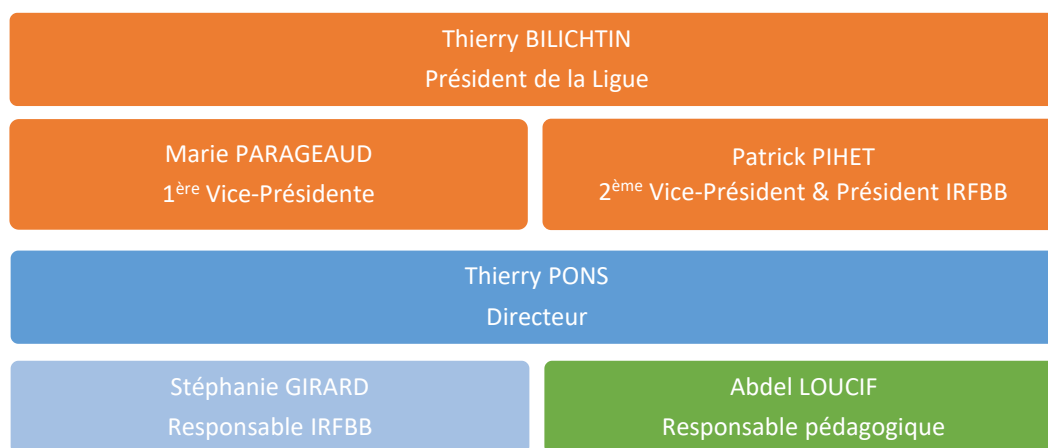 Thierry BILICHTIN
Président de la Ligue
Marie PARAGEAUD
1ère Vice-Présidente
Patrick PIHET
2ème Vice-Président & Président IRFBB
Thierry PONS
Directeur
Stéphanie GIRARD
Responsable IRFBB
Abdel LOUCIF
Responsable pédagogique